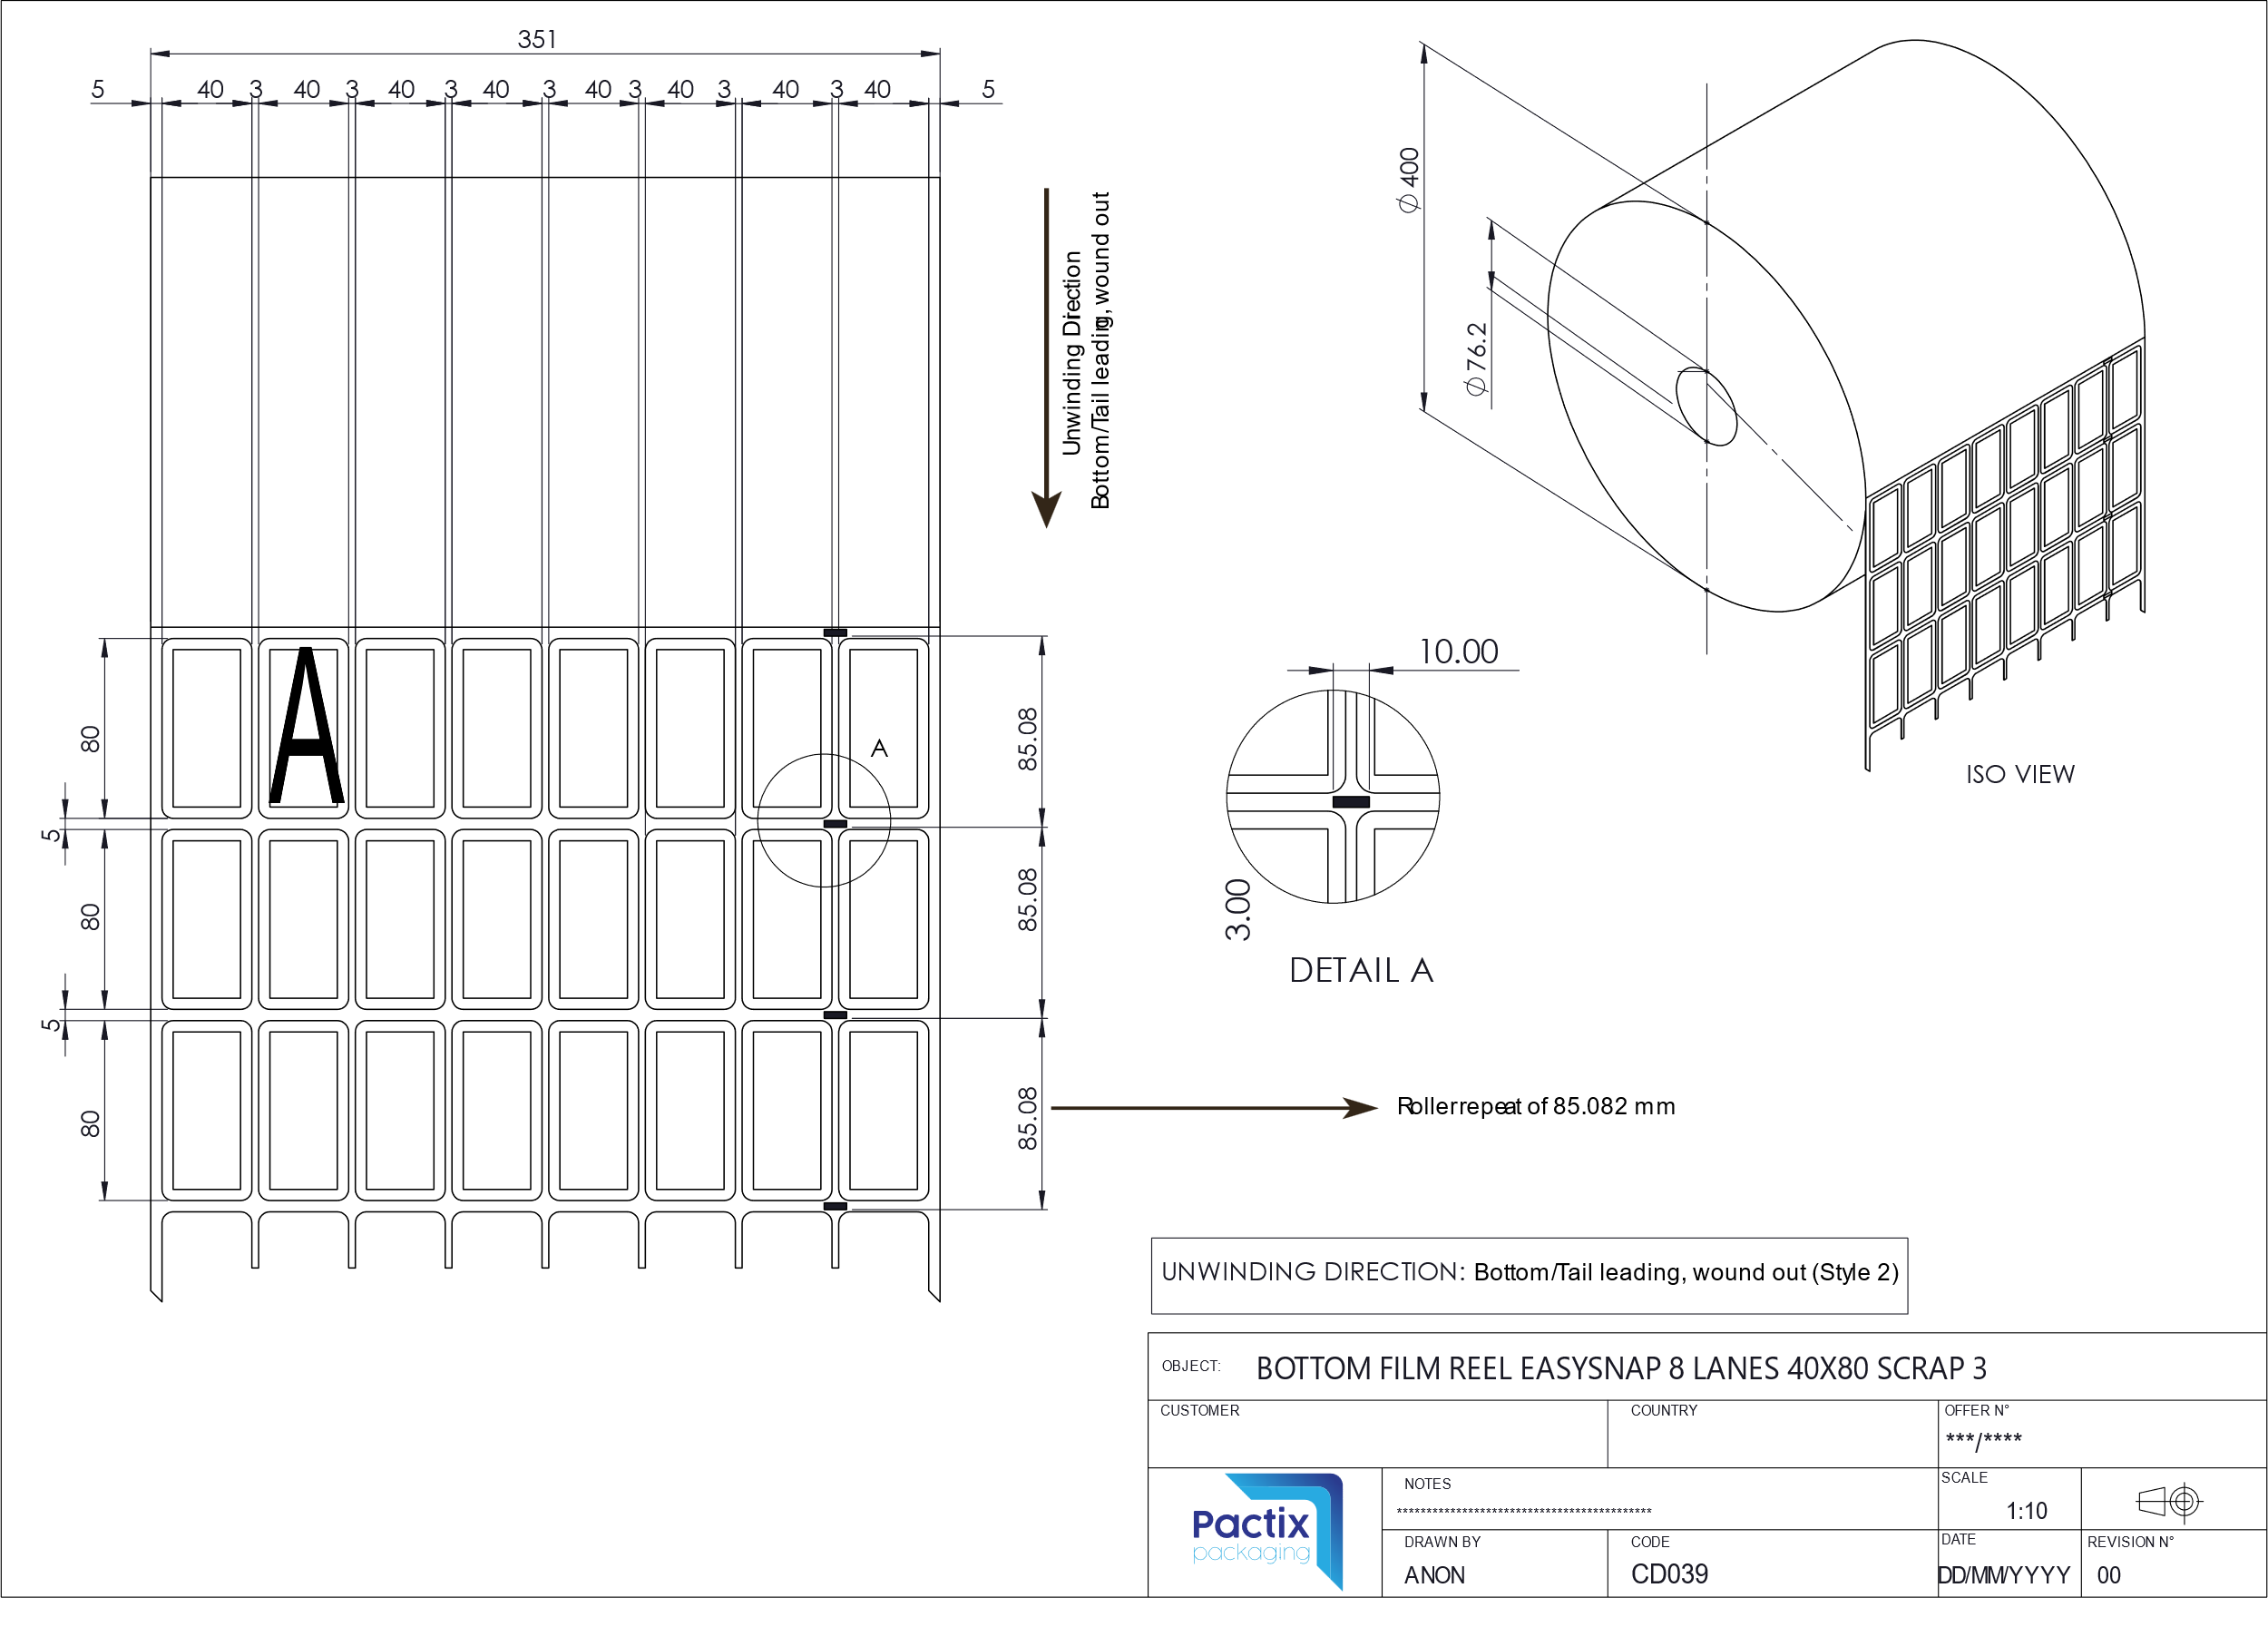 351
5 40 3 40 3 40 3 40 3 40 3 40 3 40 3 40 5
Unwinding Direction
Bottom/Tail leading, wound out
Ø 400
Ø 76.2
A
A
80
5
80
5
80
85.08
85.08
85.08
10.00
3.00
DETAIL A
ISO VIEW
Roller repeat of 85.082 mm
UNWINDING DIRECTION: Bottom/Tail leading, wound out (Style 2)
OBJECT: BOTTOM FILM REEL EASYSNAP 8 LANES 40X80 SCRAP 3
CUSTOMER
COUNTRY
OFFER N°
***/****
Pactix
packaging
NOTES
*******************************************
SCALE
1:10
DRAWN BY
ANON
CODE
CD039
DATE
DD/MM/YYYY
REVISION N°
00